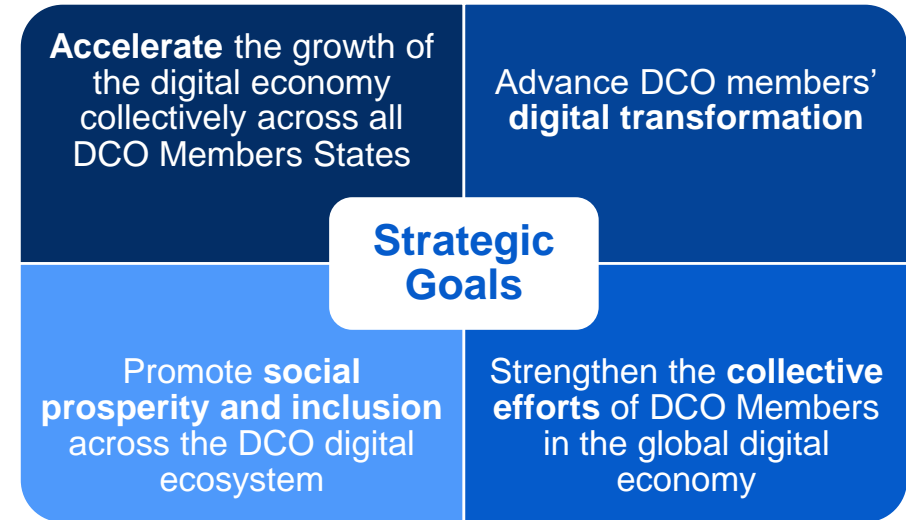 Accelerate the growth of
the digital economy
collectively across all
DCO Members States
Advance DCO members’
digital transformation
Strategic
Goals
Promote social
prosperity and inclusion
across the DCO digital
ecosystem
Strengthen the collective
efforts of DCO Members
in the global digital
economy